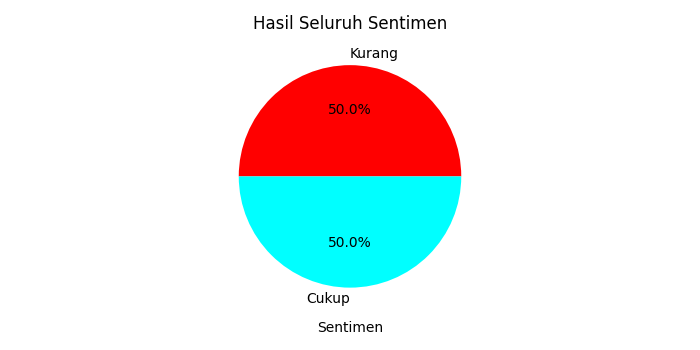 Hasil Seluruh Sentimen
Kurang
50.0%
50.0%
Cukup
Sentimen